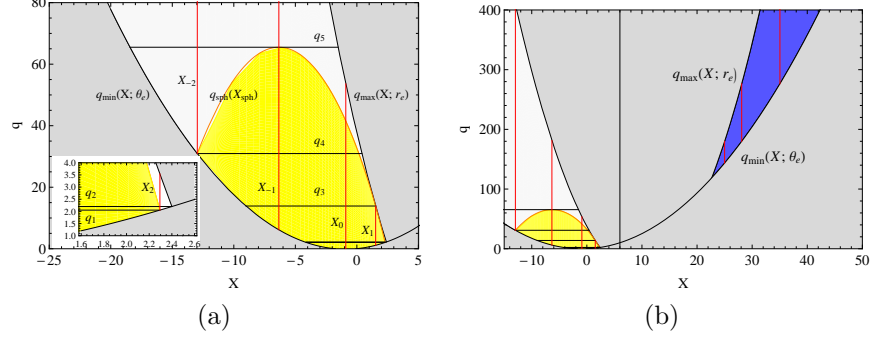 80
60
40
20
0
q
q5
X−2
qmin(X; θe)
qsph(Xsph)
qmax(X; re)
q4
X−1
q3
X0
X1
4.0
3.5
3.0
2.5
2.0
1.5
1.0
q2
q1
X2
1.6 1.8 2.0 2.2 2.4 2.6
−25 −20 −15 −10 −5 0 5
X
(a)
400
300
200
100
0
q
qmax(X; re)
qmin(X; θe)
−10 0 10 20 30 40 50
X
(b)